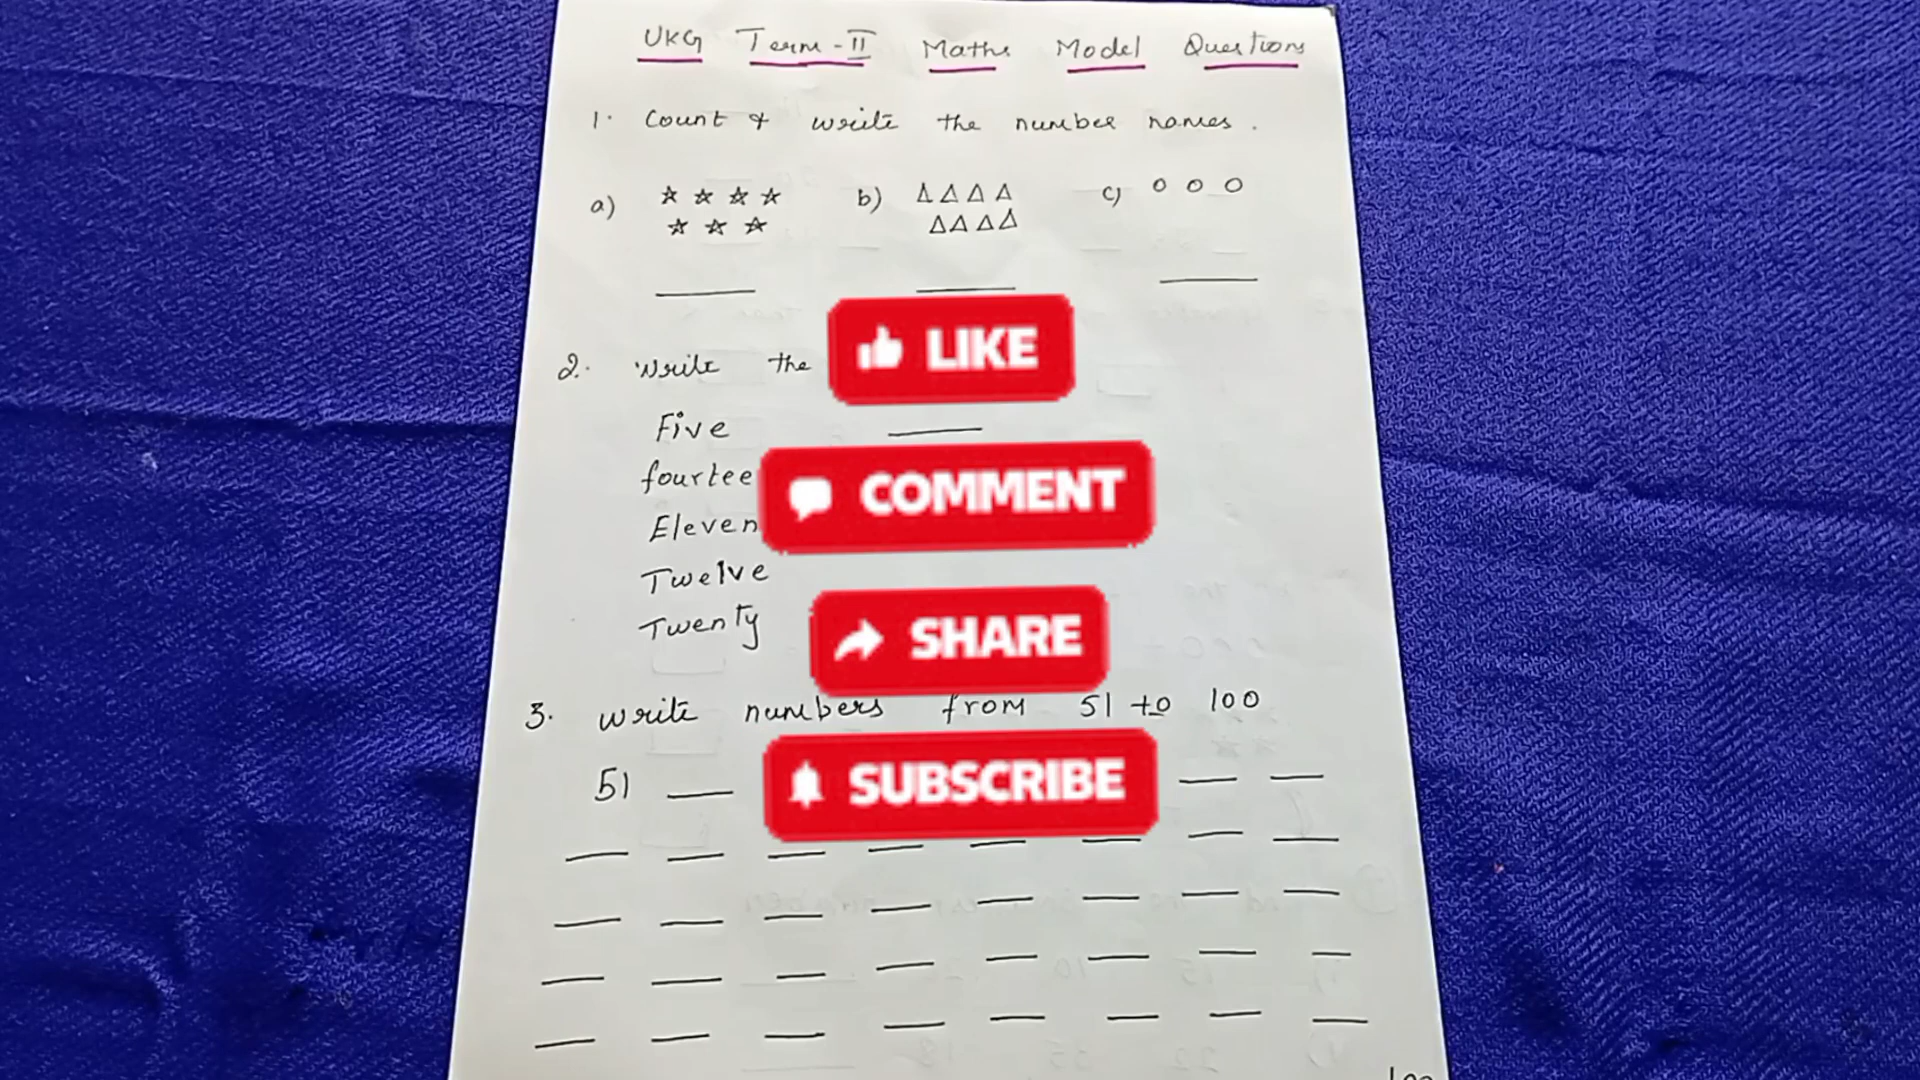 UKG Term-II Maths Model Questions
1. Count & write the number names.
a) b) c)
2. Write the
LIKE
Five
fourtee
COMMENT
Eleven
Twelve
Twenty
SHARE
3. write numbers from 51 to 100
51
SUBSCRIBE